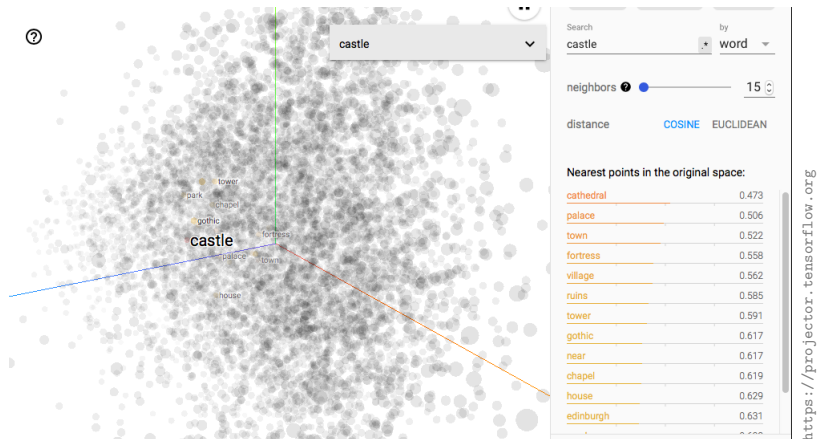 castle
tower
park
chapel
gothic
castle
fortress
palace
town
house
Search
by
castle
.*
word
neighbors
15
distance
COSINE
EUCLIDEAN
Nearest points in the original space:
cathedral 0.473
palace 0.506
town 0.522
fortress 0.558
village 0.562
ruins 0.585
tower 0.591
gothic 0.617
near 0.617
chapel 0.619
house 0.629
edinburgh 0.631
https://projector.tensorflow.org